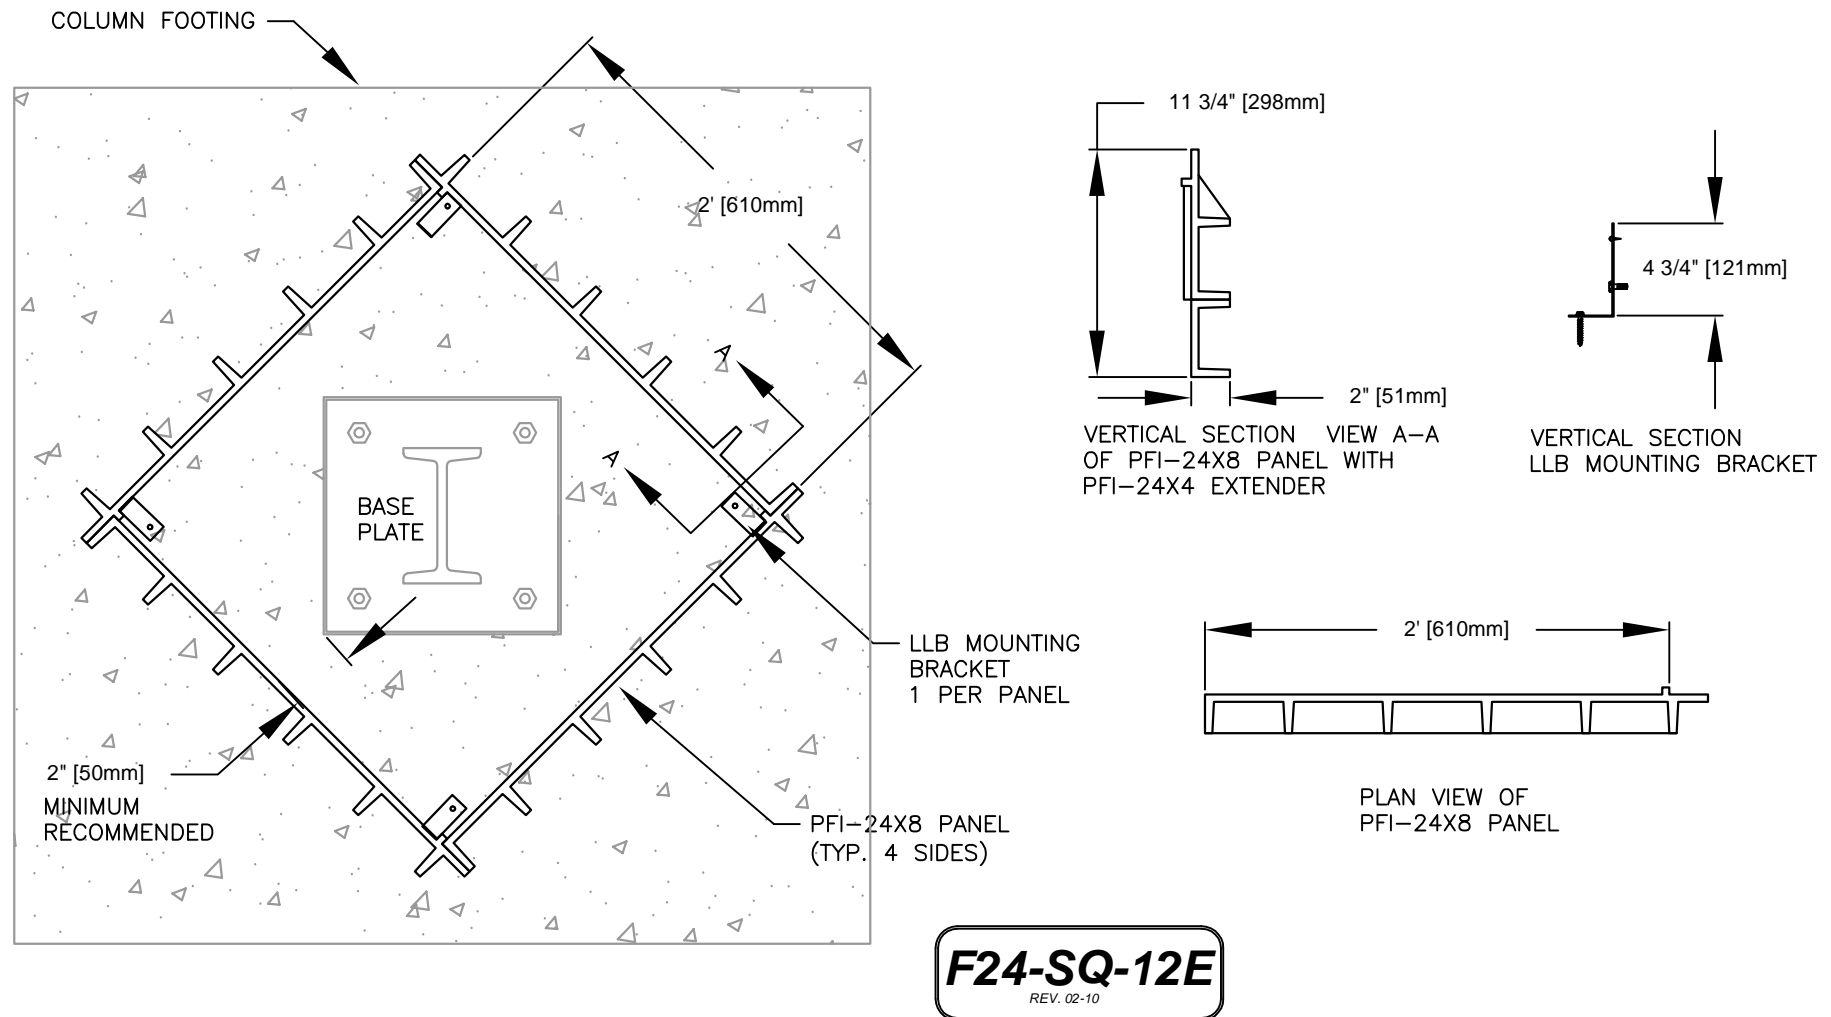 COLUMN FOOTING
2' [610mm]
A
A
BASE
PLATE
LLB MOUNTING
BRACKET
1 PER PANEL
2" [50mm]
MINIMUM
RECOMMENDED
PFI-24X8 PANEL
(TYP. 4 SIDES)
11 3/4" [298mm]
2" [51mm]
VERTICAL SECTION VIEW A-A
OF PFI-24X8 PANEL WITH
PFI-24X4 EXTENDER
4 3/4" [121mm]
VERTICAL SECTION
LLB MOUNTING BRACKET
2' [610mm]
PLAN VIEW OF
PFI-24X8 PANEL
F24-SQ-12E
REV. 02-10